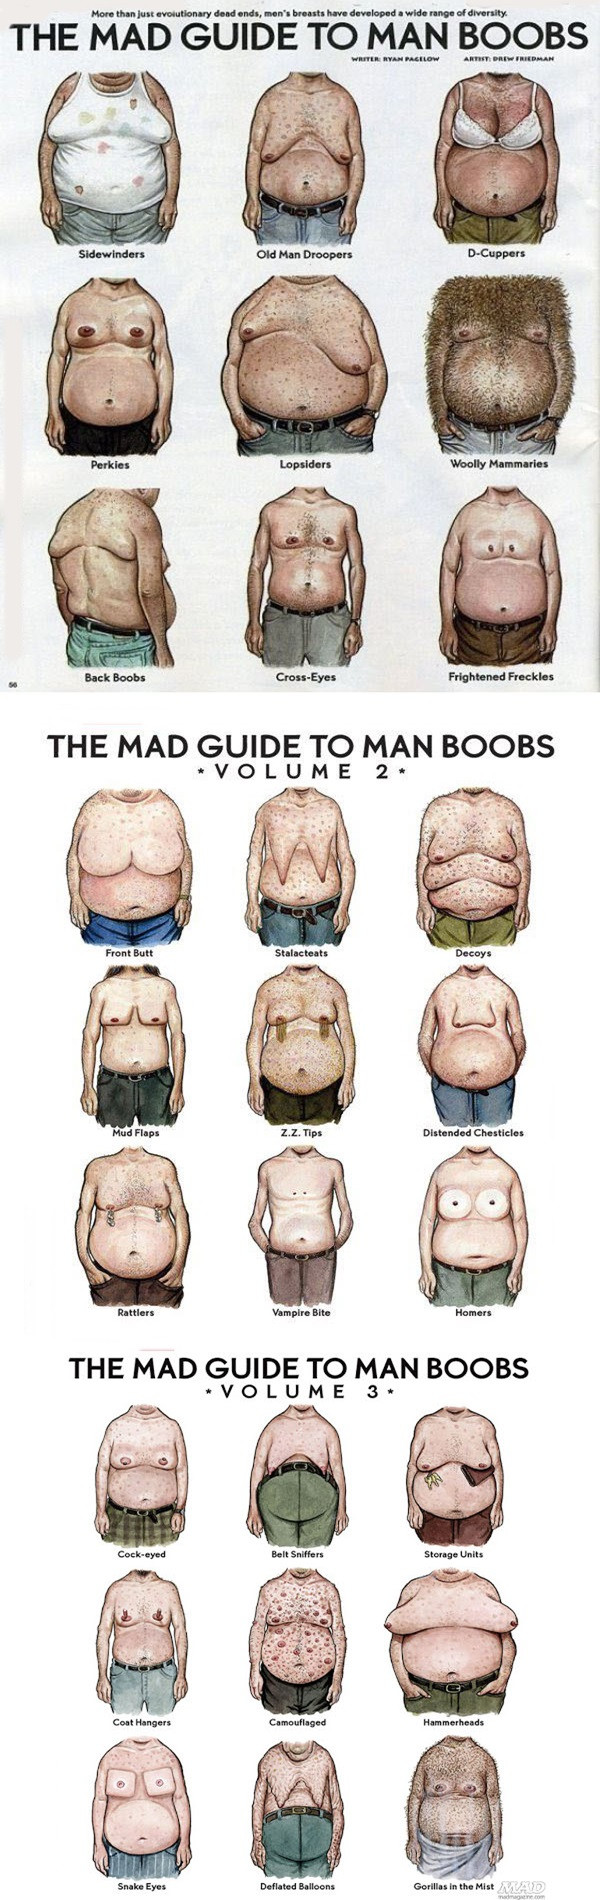 More than just evolutionary dead ends, men's breasts have developed a wide range of diversity.
THE MAD GUIDE TO MAN BOOBS
WRITER: RYAN PAGELOW ARTIST: DREW FRIEDMAN
Sidewinders Old Man Droopers D-Cuppers
Perkies Lopsiders Woolly Mammaries
Back Boobs Cross-Eyes Frightened Freckles
56
THE MAD GUIDE TO MAN BOOBS
* VOLUME 2 *
Front Butt Stalacteats Decoys
Mud Flaps Z.Z. Tips Distended Chesticles
Rattlers Vampire Bite Homers
THE MAD GUIDE TO MAN BOOBS
* VOLUME 3 *
Cock-eyed Belt Sniffers Storage Units
Coat Hangers Camouflaged Hammerheads
Snake Eyes Deflated Balloons Gorillas in the Mist
MAD
madmagazine.com